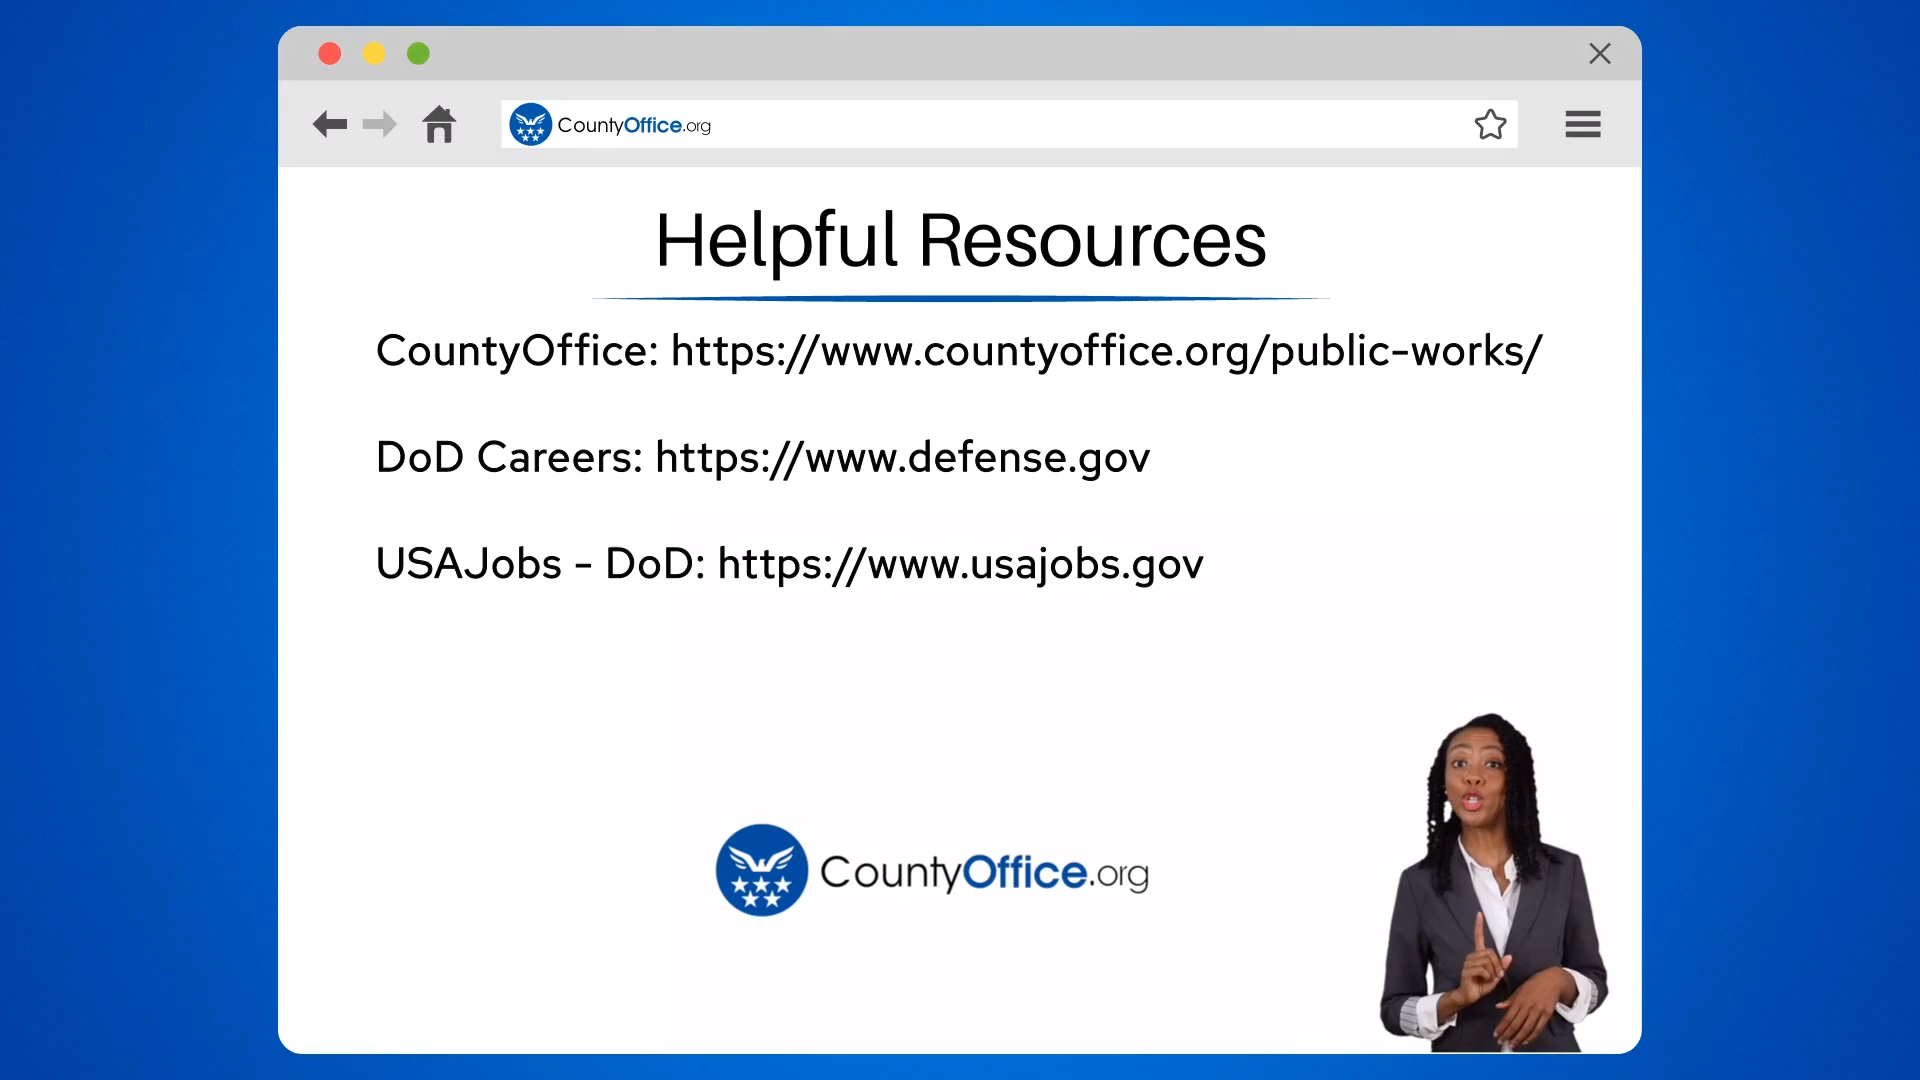 CountyOffice.org
Helpful Resources
CountyOffice: https://www.countyoffice.org/public-works/
DoD Careers: https://www.defense.gov
USAJobs - DoD: https://www.usajobs.gov
CountyOffice.org